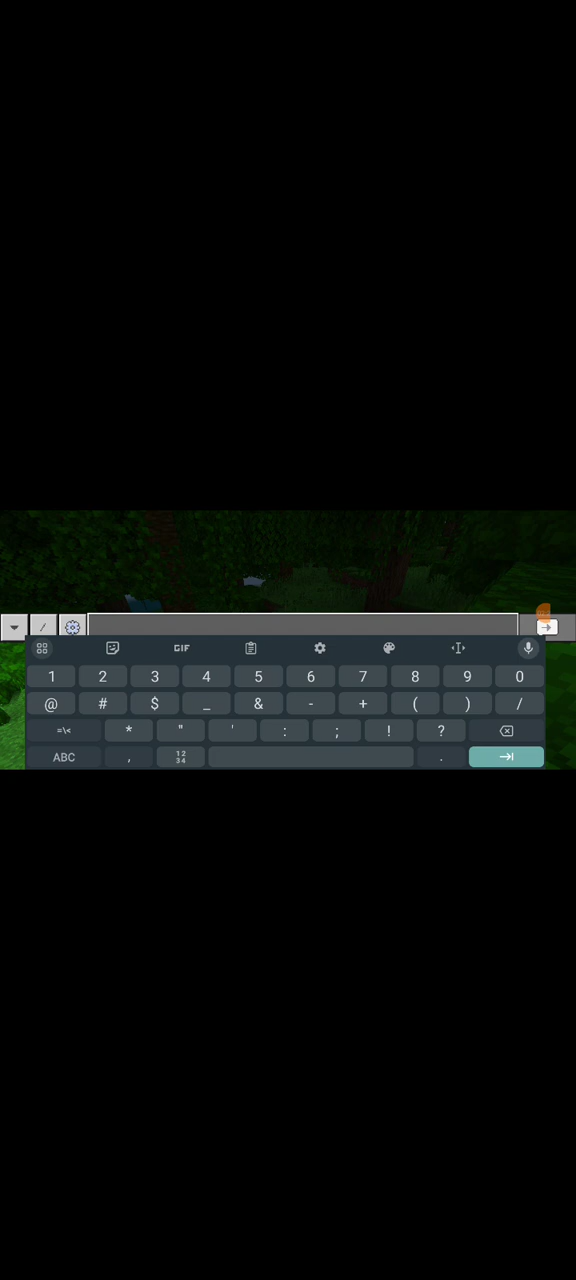 /
GIF
1 2 3 4 5 6 7 8 9 0
@ # $ _ & - + ( ) /
=\< * " ' : ; ! ?
ABC , 12 .
34